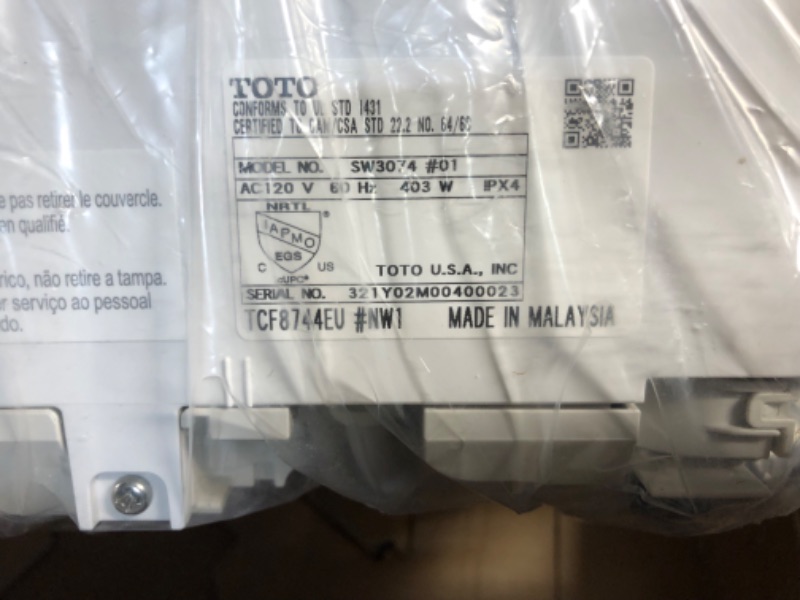 TOTO
CONFORMS TO UL STD 1431
CERTIFIED TO CAN/CSA STD 22.2 NO. 64/68
MODEL NO. SW3074 #01
AC120 V 60 Hz 403 W IPX4
NRTL
®
IAPMO
EGS
C US
cUPC®
TOTO U.S.A., INC
SERIAL NO. 321Y02M00400023
TCF8744EU #NW1 MADE IN MALAYSIA
e pas retirer le couvercle.
en qualifié.
rico, não retire a tampa.
er serviço ao pessoal
do.